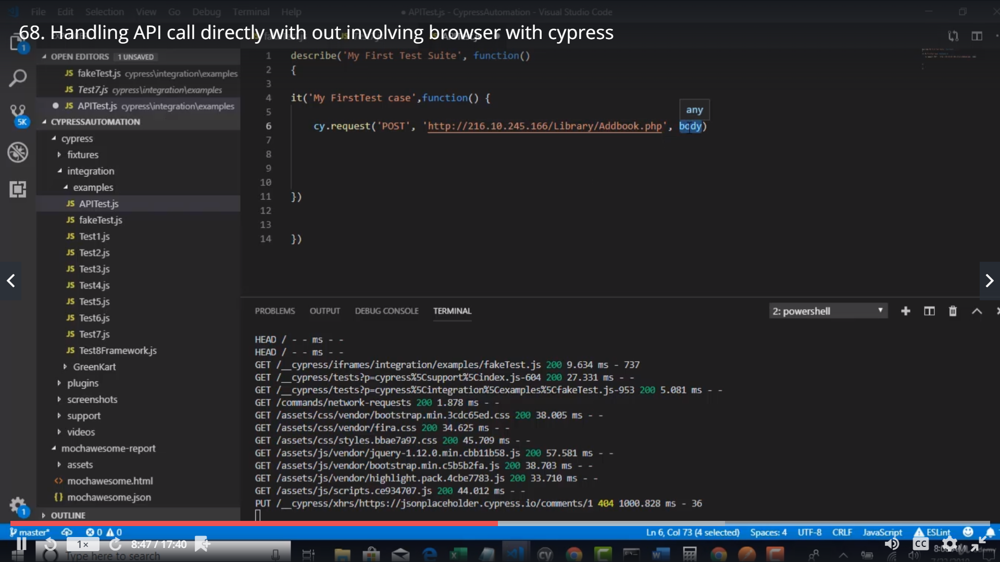 File Edit Selection View Go Debug Terminal Help
● APITest.js - CypressAutomation - Visual Studio Code
68. Handling API call directly with out involving browser with cypress
1
OPEN EDITORS 1 UNSAVED
JS fakeTest.js cypress\integration\examples
JS Test7.js cypress\integration\examples
● JS APITest.js cypress\integration\examples
5K
CYPRESSAUTOMATION
cypress
fixtures
integration
examples
JS APITest.js
JS fakeTest.js
JS Test1.js
JS Test2.js
JS Test3.js
JS Test4.js
JS Test5.js
JS Test6.js
JS Test7.js
JS Test8Framework.js
GreenKart
plugins
screenshots
support
videos
mochawesome-report
assets
<> mochawesome.html
{} mochawesome.json
OUTLINE
1
1 describe('My First Test Suite', function()
2 {
3
4 it('My FirstTest case',function() {
5
any
6 cy.request('POST', 'http://216.10.245.166/Library/Addbook.php', body)
7
8
9
10
11 })
12
13
14 })
PROBLEMS OUTPUT DEBUG CONSOLE TERMINAL
2: powershell
HEAD / - - ms - -
HEAD / - - ms - -
GET /__cypress/iframes/integration/examples/fakeTest.js 200 9.634 ms - 737
GET /__cypress/tests?p=cypress%5Csupport%5Cindex.js-604 200 27.331 ms - -
GET /__cypress/tests?p=cypress%5Cintegration%5Cexamples%5CfakeTest.js-953 200 5.081 ms - -
GET /commands/network-requests 200 1.878 ms - -
GET /assets/css/vendor/bootstrap.min.3cdc65ed.css 200 38.005 ms - -
GET /assets/css/vendor/fira.css 200 34.625 ms - -
GET /assets/css/styles.bbae7a97.css 200 45.709 ms - -
GET /assets/js/vendor/jquery-1.12.0.min.cbb11b58.js 200 57.581 ms - -
GET /assets/js/vendor/bootstrap.min.c5b5b2fa.js 200 38.703 ms - -
GET /assets/js/vendor/highlight.pack.4cbe7783.js 200 33.710 ms - -
GET /assets/js/scripts.ce934707.js 200 44.012 ms - -
PUT /__cypress/xhrs/https://jsonplaceholder.cypress.io/comments/1 404 1000.828 ms - 36
master* 0 0
Ln 6, Col 73 (4 selected) Spaces: 4 UTF-8 CRLF JavaScript ESLint
1× 8:47 / 17:40
CC
Type here to search